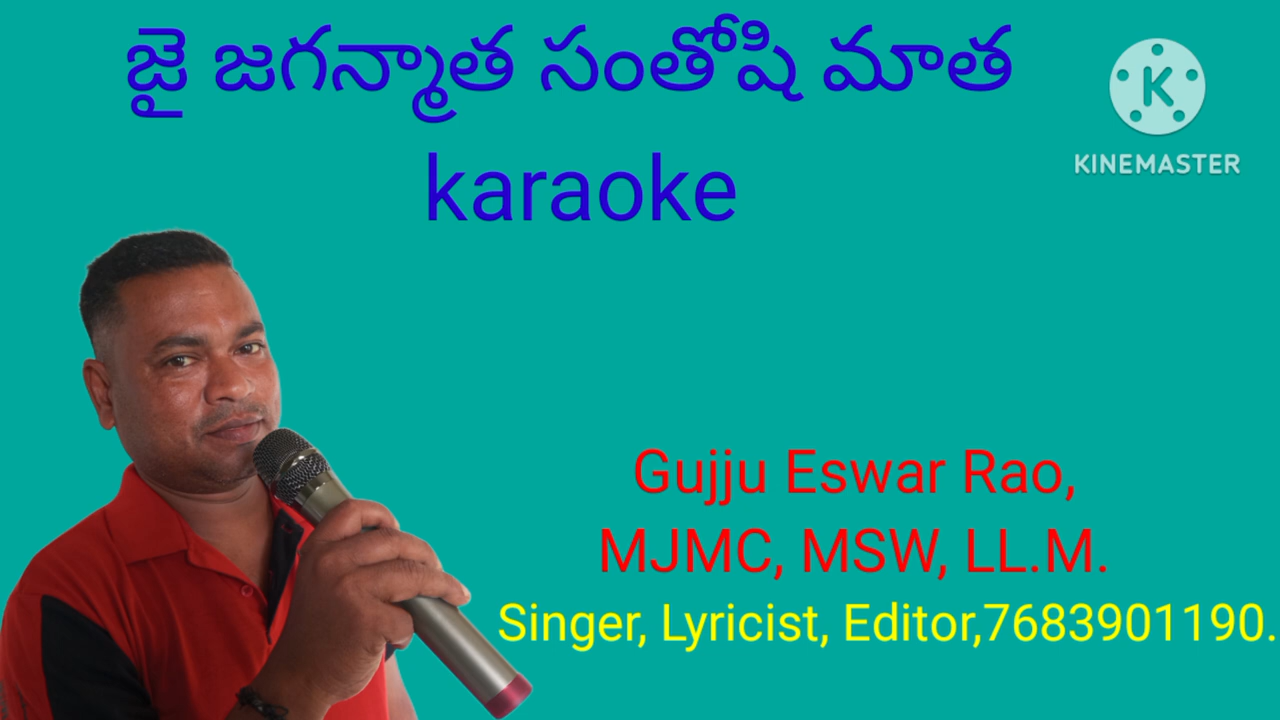 జై జగన్మాత సంతోషి మాత
karaoke
K
KINEMASTER
Gujju Eswar Rao,
MJMC, MSW, LL.M.
Singer, Lyricist, Editor,7683901190.